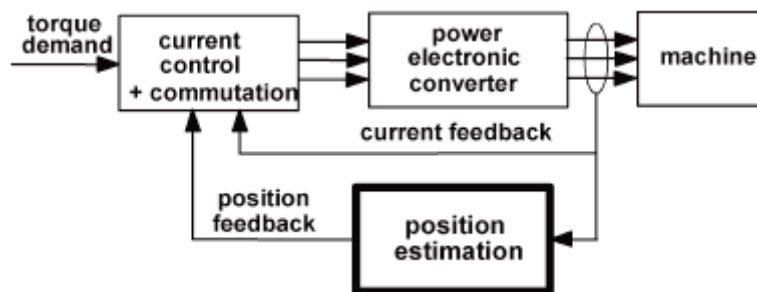 torque
demand
current
control
+ commutation
power
electronic
converter
machine
current feedback
position
feedback
position
estimation